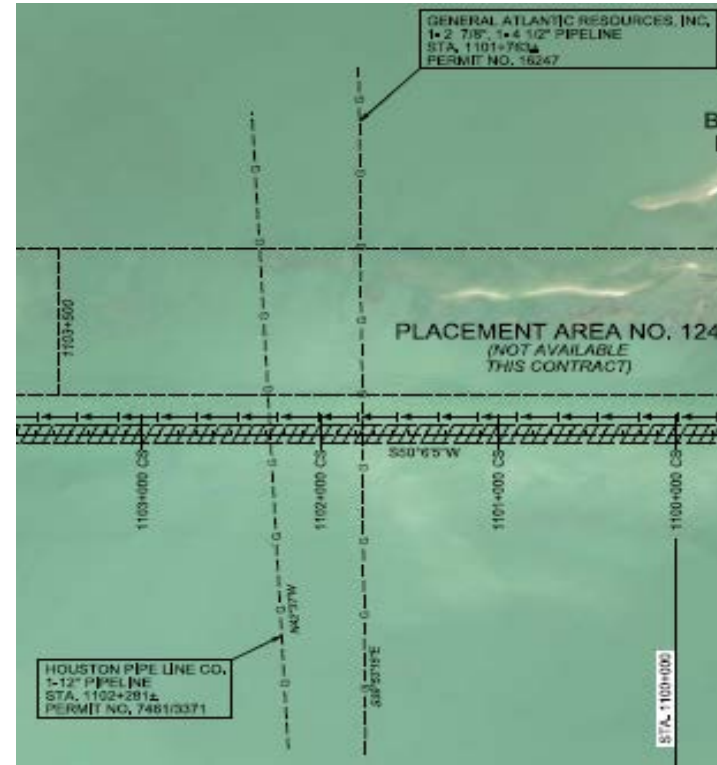 GENERAL ATLANTIC RESOURCES, INC.
1- 2 7/8", 1- 4 1/2" PIPELINE
STA. 1101+763±
PERMIT NO. 16247
B
1103+500
PLACEMENT AREA NO. 124
(NOT AVAILABLE
THIS CONTRACT)
G
S50°6'5"W
1103+000 CS
1102+000 CS
1101+000 CS
1100+000 CS
N42°37'W
HOUSTON PIPE LINE CO.
1-12" PIPELINE
STA. 1102+281±
PERMIT NO. 7461/3371
STA. 1100+000